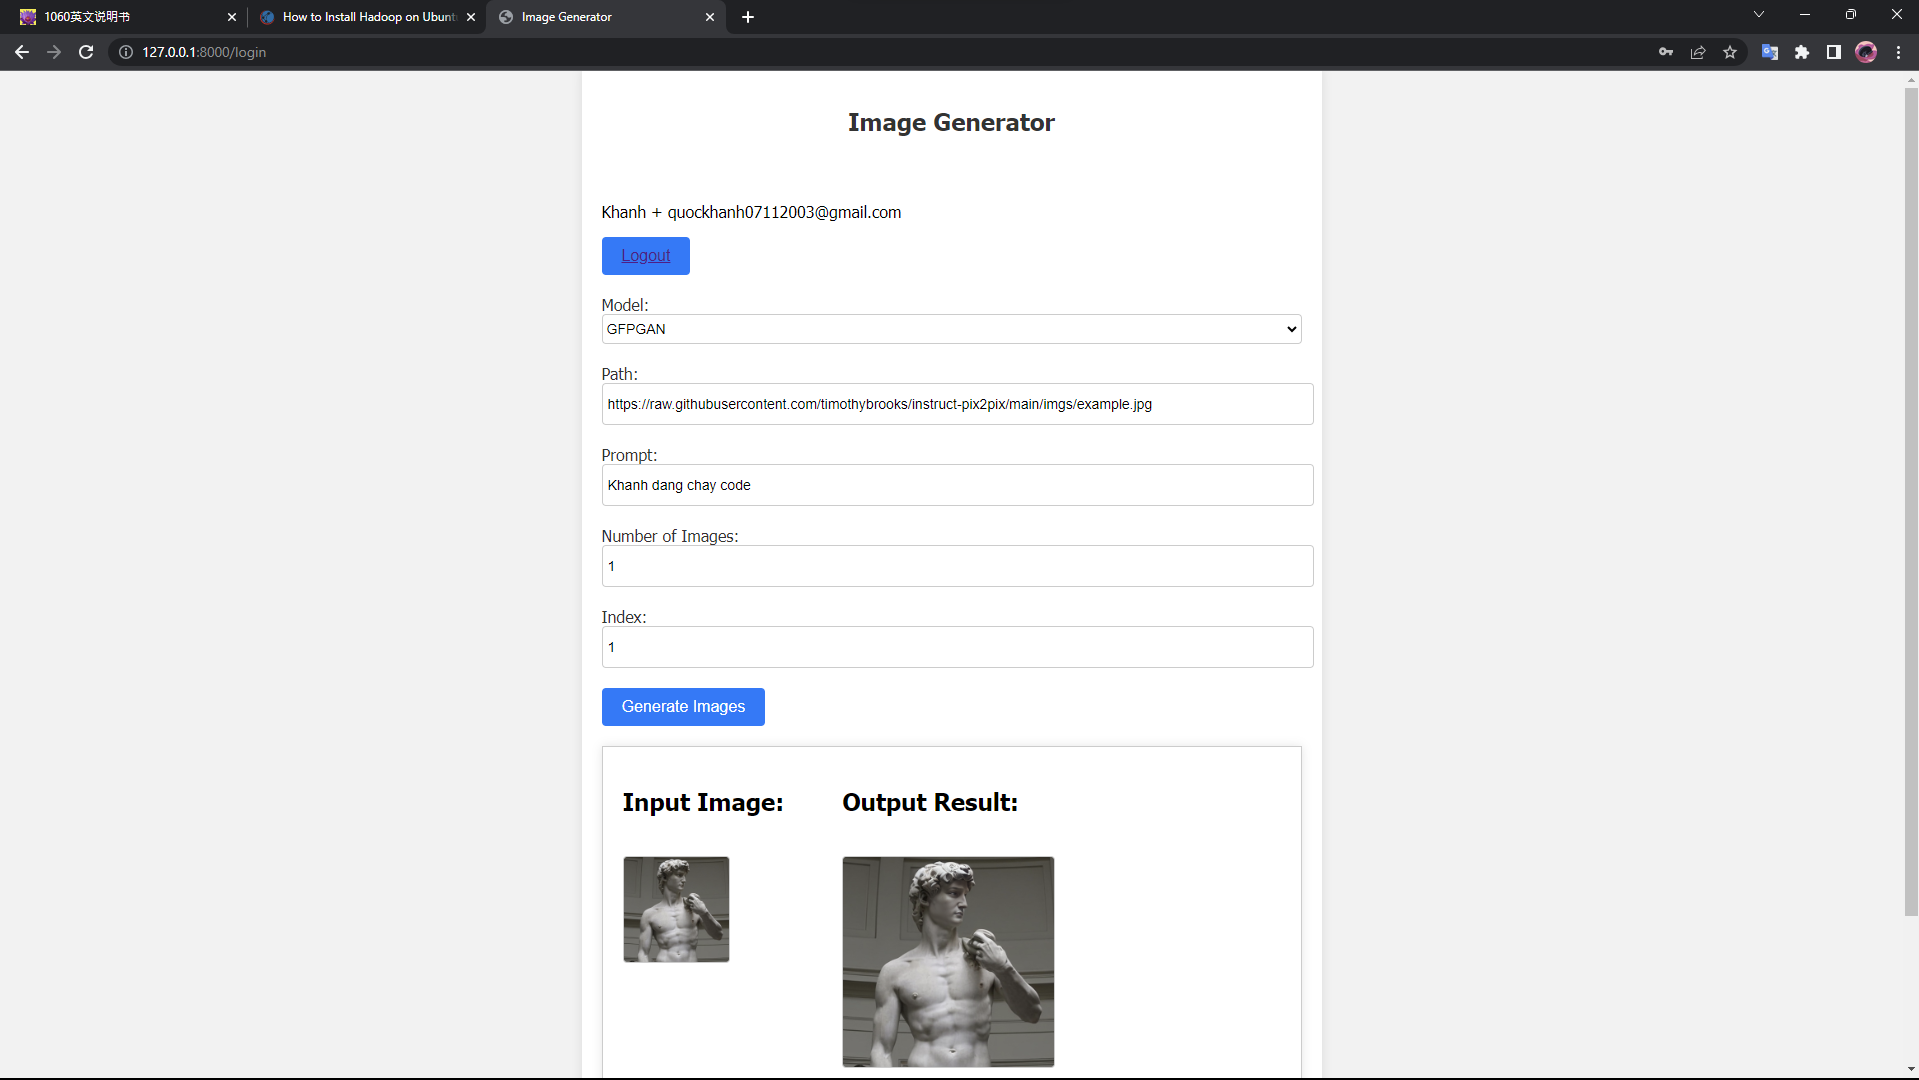 1060英文说明书
How to Install Hadoop on Ubunt
Image Generator
127.0.0.1:8000/login
Image Generator
Khanh + quockhanh07112003@gmail.com
Logout
Model:
GFPGAN
Path:
https://raw.githubusercontent.com/timothybrooks/instruct-pix2pix/main/imgs/example.jpg
Prompt:
Khanh dang chay code
Number of Images:
1
Index:
1
Generate Images
Input Image:
Output Result: